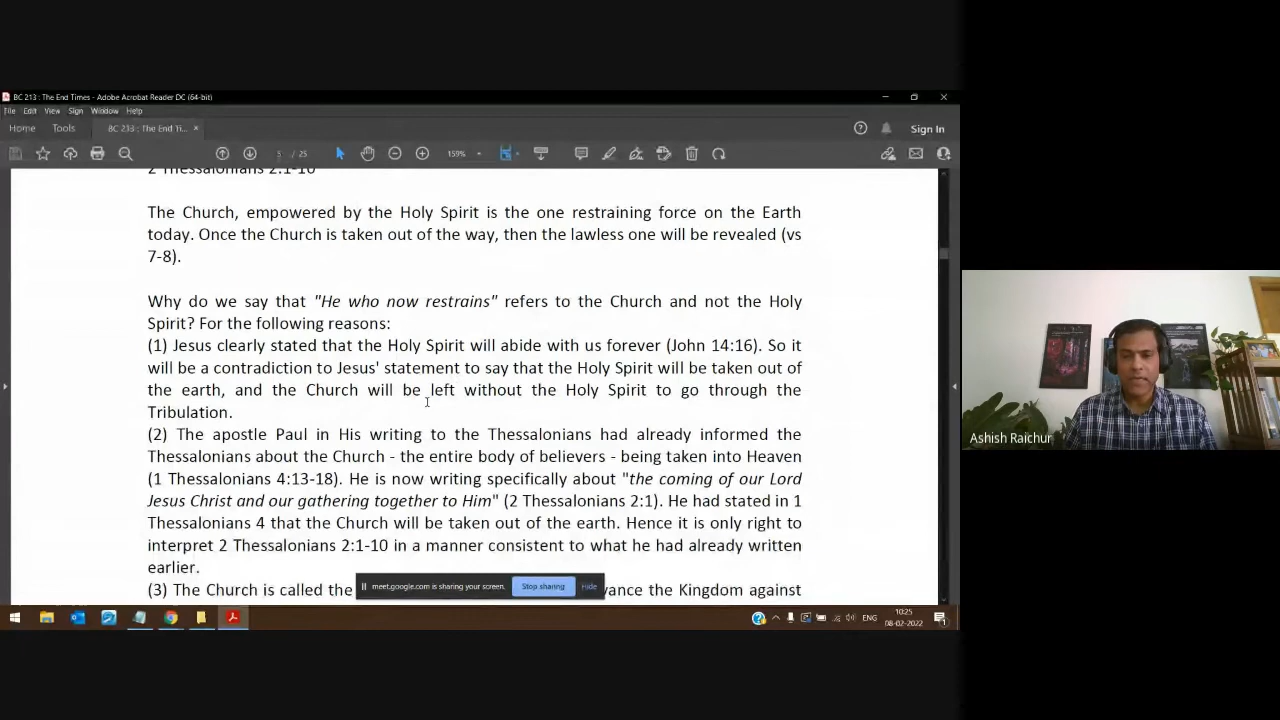 BC 213 : The End Times - Adobe Acrobat Reader DC (64-bit)
File Edit View Sign Window Help
Home Tools BC 213 : The End Ti... × Sign In
5 / 25 159%
2 Thessalonians 2:1-10
The Church, empowered by the Holy Spirit is the one restraining force on the Earth
today. Once the Church is taken out of the way, then the lawless one will be revealed (vs
7-8).
Why do we say that "He who now restrains" refers to the Church and not the Holy
Spirit? For the following reasons:
(1) Jesus clearly stated that the Holy Spirit will abide with us forever (John 14:16). So it
will be a contradiction to Jesus' statement to say that the Holy Spirit will be taken out of
the earth, and the Church will be left without the Holy Spirit to go through the
Tribulation.
(2) The apostle Paul in His writing to the Thessalonians had already informed the
Thessalonians about the Church - the entire body of believers - being taken into Heaven
(1 Thessalonians 4:13-18). He is now writing specifically about "the coming of our Lord
Jesus Christ and our gathering together to Him" (2 Thessalonians 2:1). He had stated in 1
Thessalonians 4 that the Church will be taken out of the earth. Hence it is only right to
interpret 2 Thessalonians 2:1-10 in a manner consistent to what he had already written
earlier.
(3) The Church is called the vance the Kingdom against
meet.google.com is sharing your screen. Stop sharing Hide
ENG
10:25
08-02-2022
Ashish Raichur